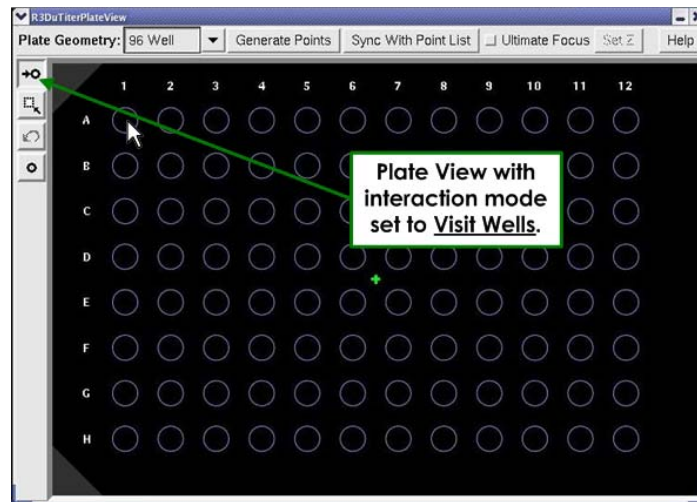 R3DuTiterPlateView
Plate Geometry: 96 Well Generate Points Sync With Point List Ultimate Focus Set Z Help
1 2 3 4 5 6 7 8 9 10 11 12
A
B
Plate View with
interaction mode
set to Visit Wells.
C
D
E
F
G
H